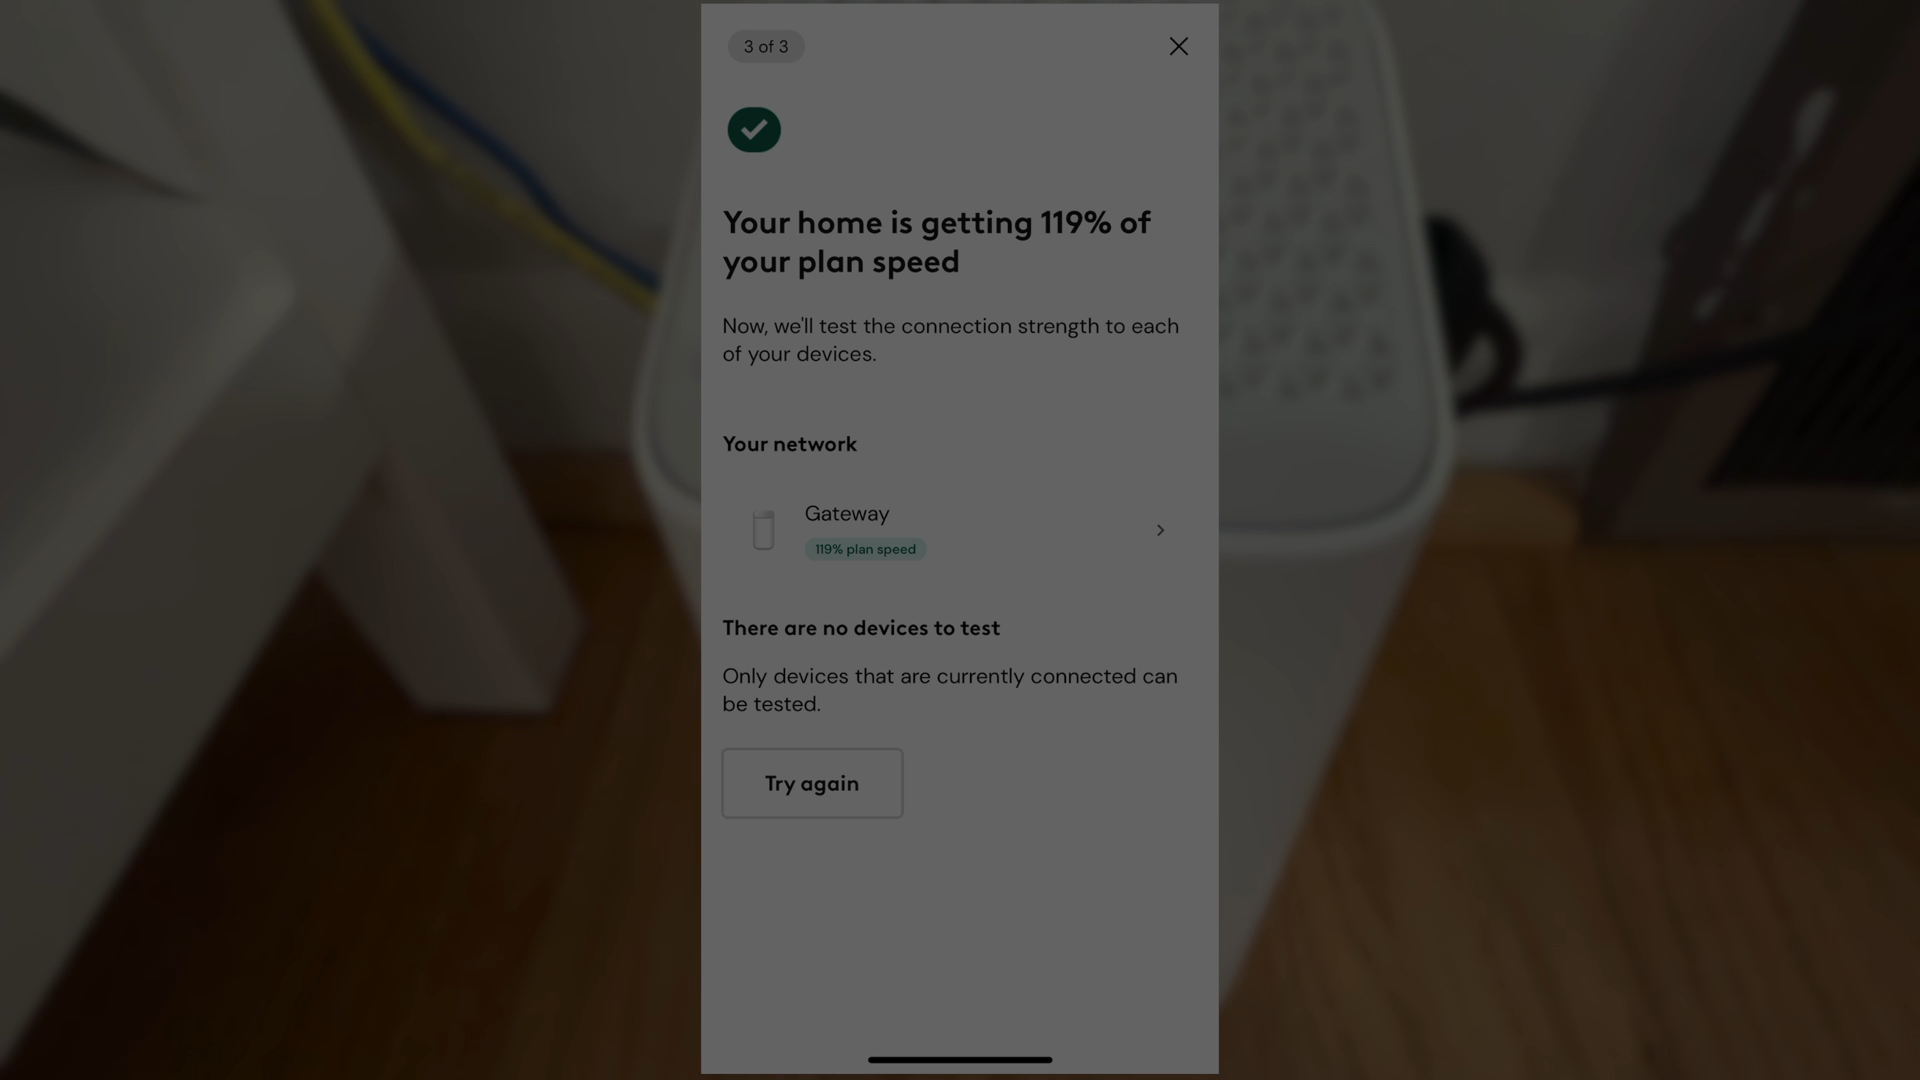 3 of 3
Your home is getting 119% of
your plan speed
Now, we'll test the connection strength to each
of your devices.
Your network
Gateway
119% plan speed
There are no devices to test
Only devices that are currently connected can
be tested.
Try again